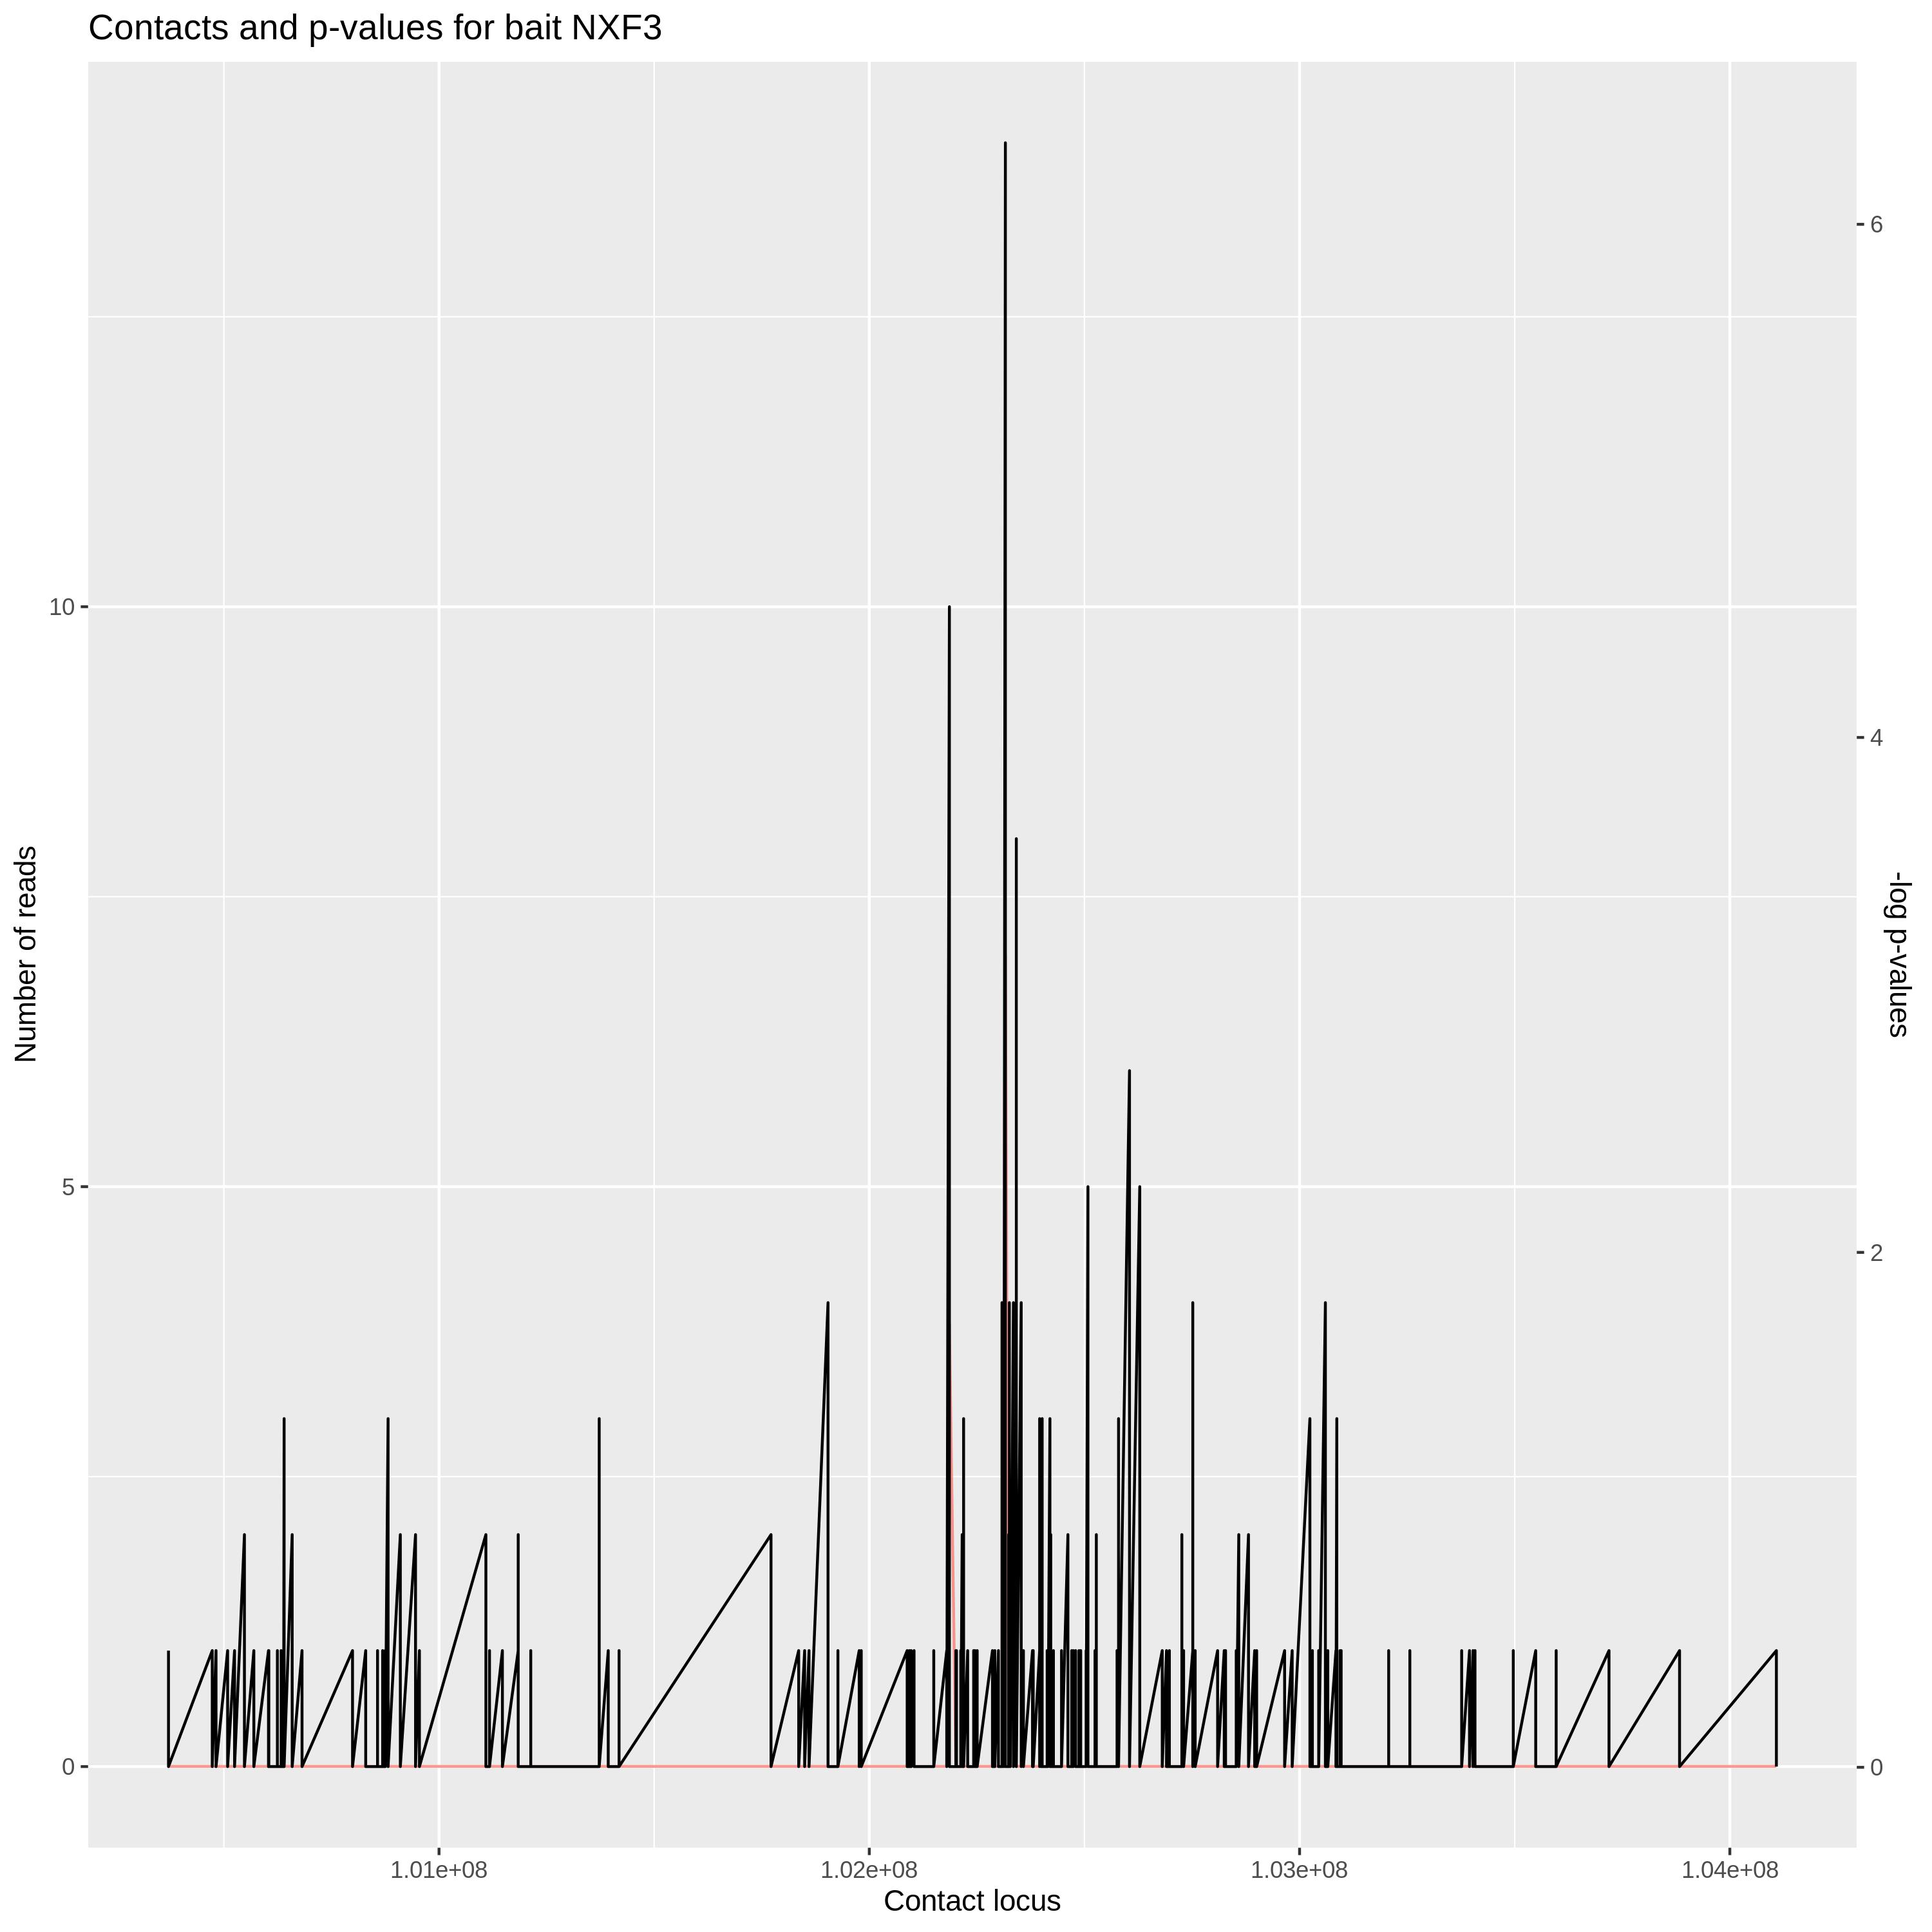 Contacts and p-values for bait NXF3
Number of reads
10
5
0
6
4
2
0
-log p-values
1.01e+08
1.02e+08
1.03e+08
1.04e+08
Contact locus